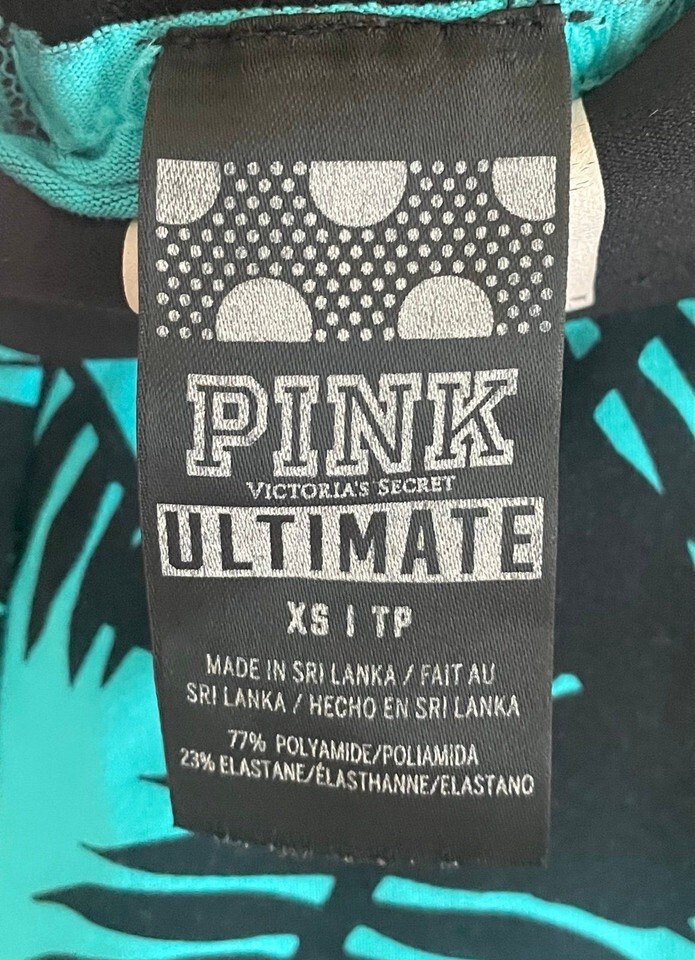 PINK
VICTORIA'S SECRET
ULTIMATE
XS | TP
MADE IN SRI LANKA / FAIT AU
SRI LANKA / HECHO EN SRI LANKA
77% POLYAMIDE/POLIAMIDA
23% ELASTANE/ÉLASTHANNE/ELASTANO